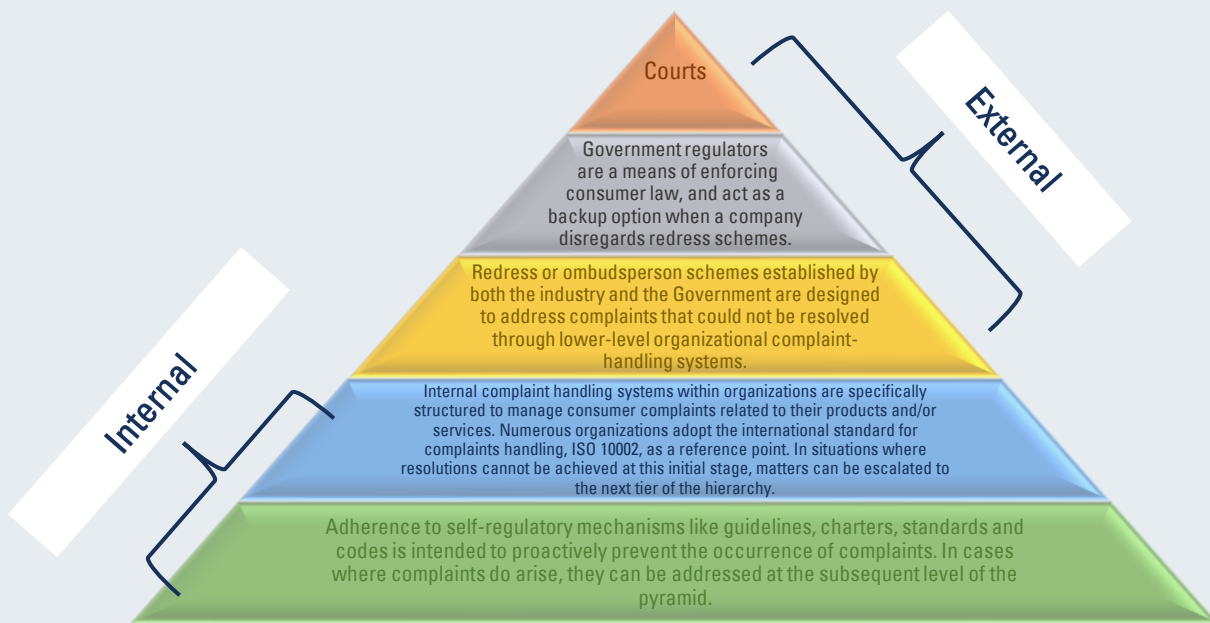 Courts
External
Government regulators
are a means of enforcing
consumer law, and act as a
backup option when a company
disregards redress schemes.
Redress or ombudsperson schemes established by
both the industry and the Government are designed
to address complaints that could not be resolved
through lower-level organizational complaint-
handling systems.
Internal
Internal complaint handling systems within organizations are specifically
structured to manage consumer complaints related to their products and/or
services. Numerous organizations adopt the international standard for
complaints handling, ISO 10002, as a reference point. In situations where
resolutions cannot be achieved at this initial stage, matters can be escalated to
the next tier of the hierarchy.
Adherence to self-regulatory mechanisms like guidelines, charters, standards and
codes is intended to proactively prevent the occurrence of complaints. In cases
where complaints do arise, they can be addressed at the subsequent level of the
pyramid.